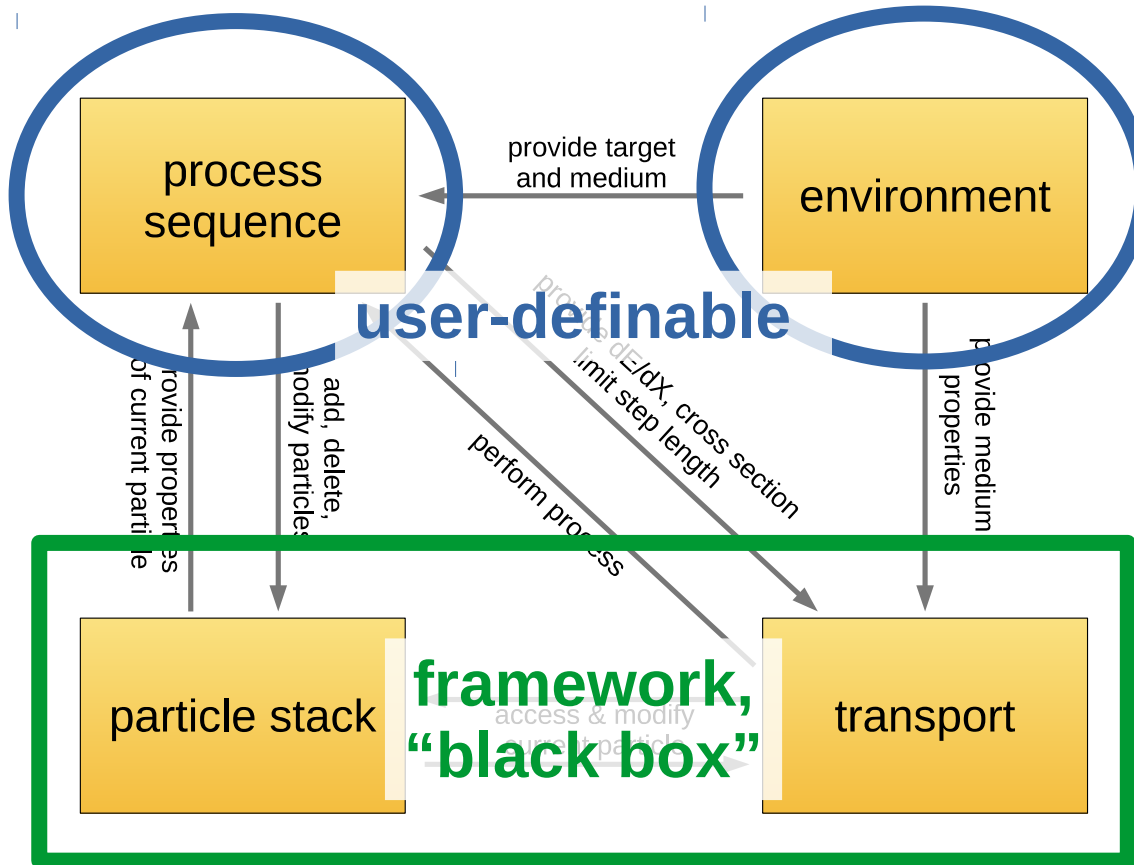 process
sequence
provide target
and medium
environment
user-definable
provide dE/dX, cross section
limit step length
perform process
provide properties
of current particle
add, delete,
modify particles
provide medium
properties
particle stack
framework,
“black box”
access & modify
current particle
transport